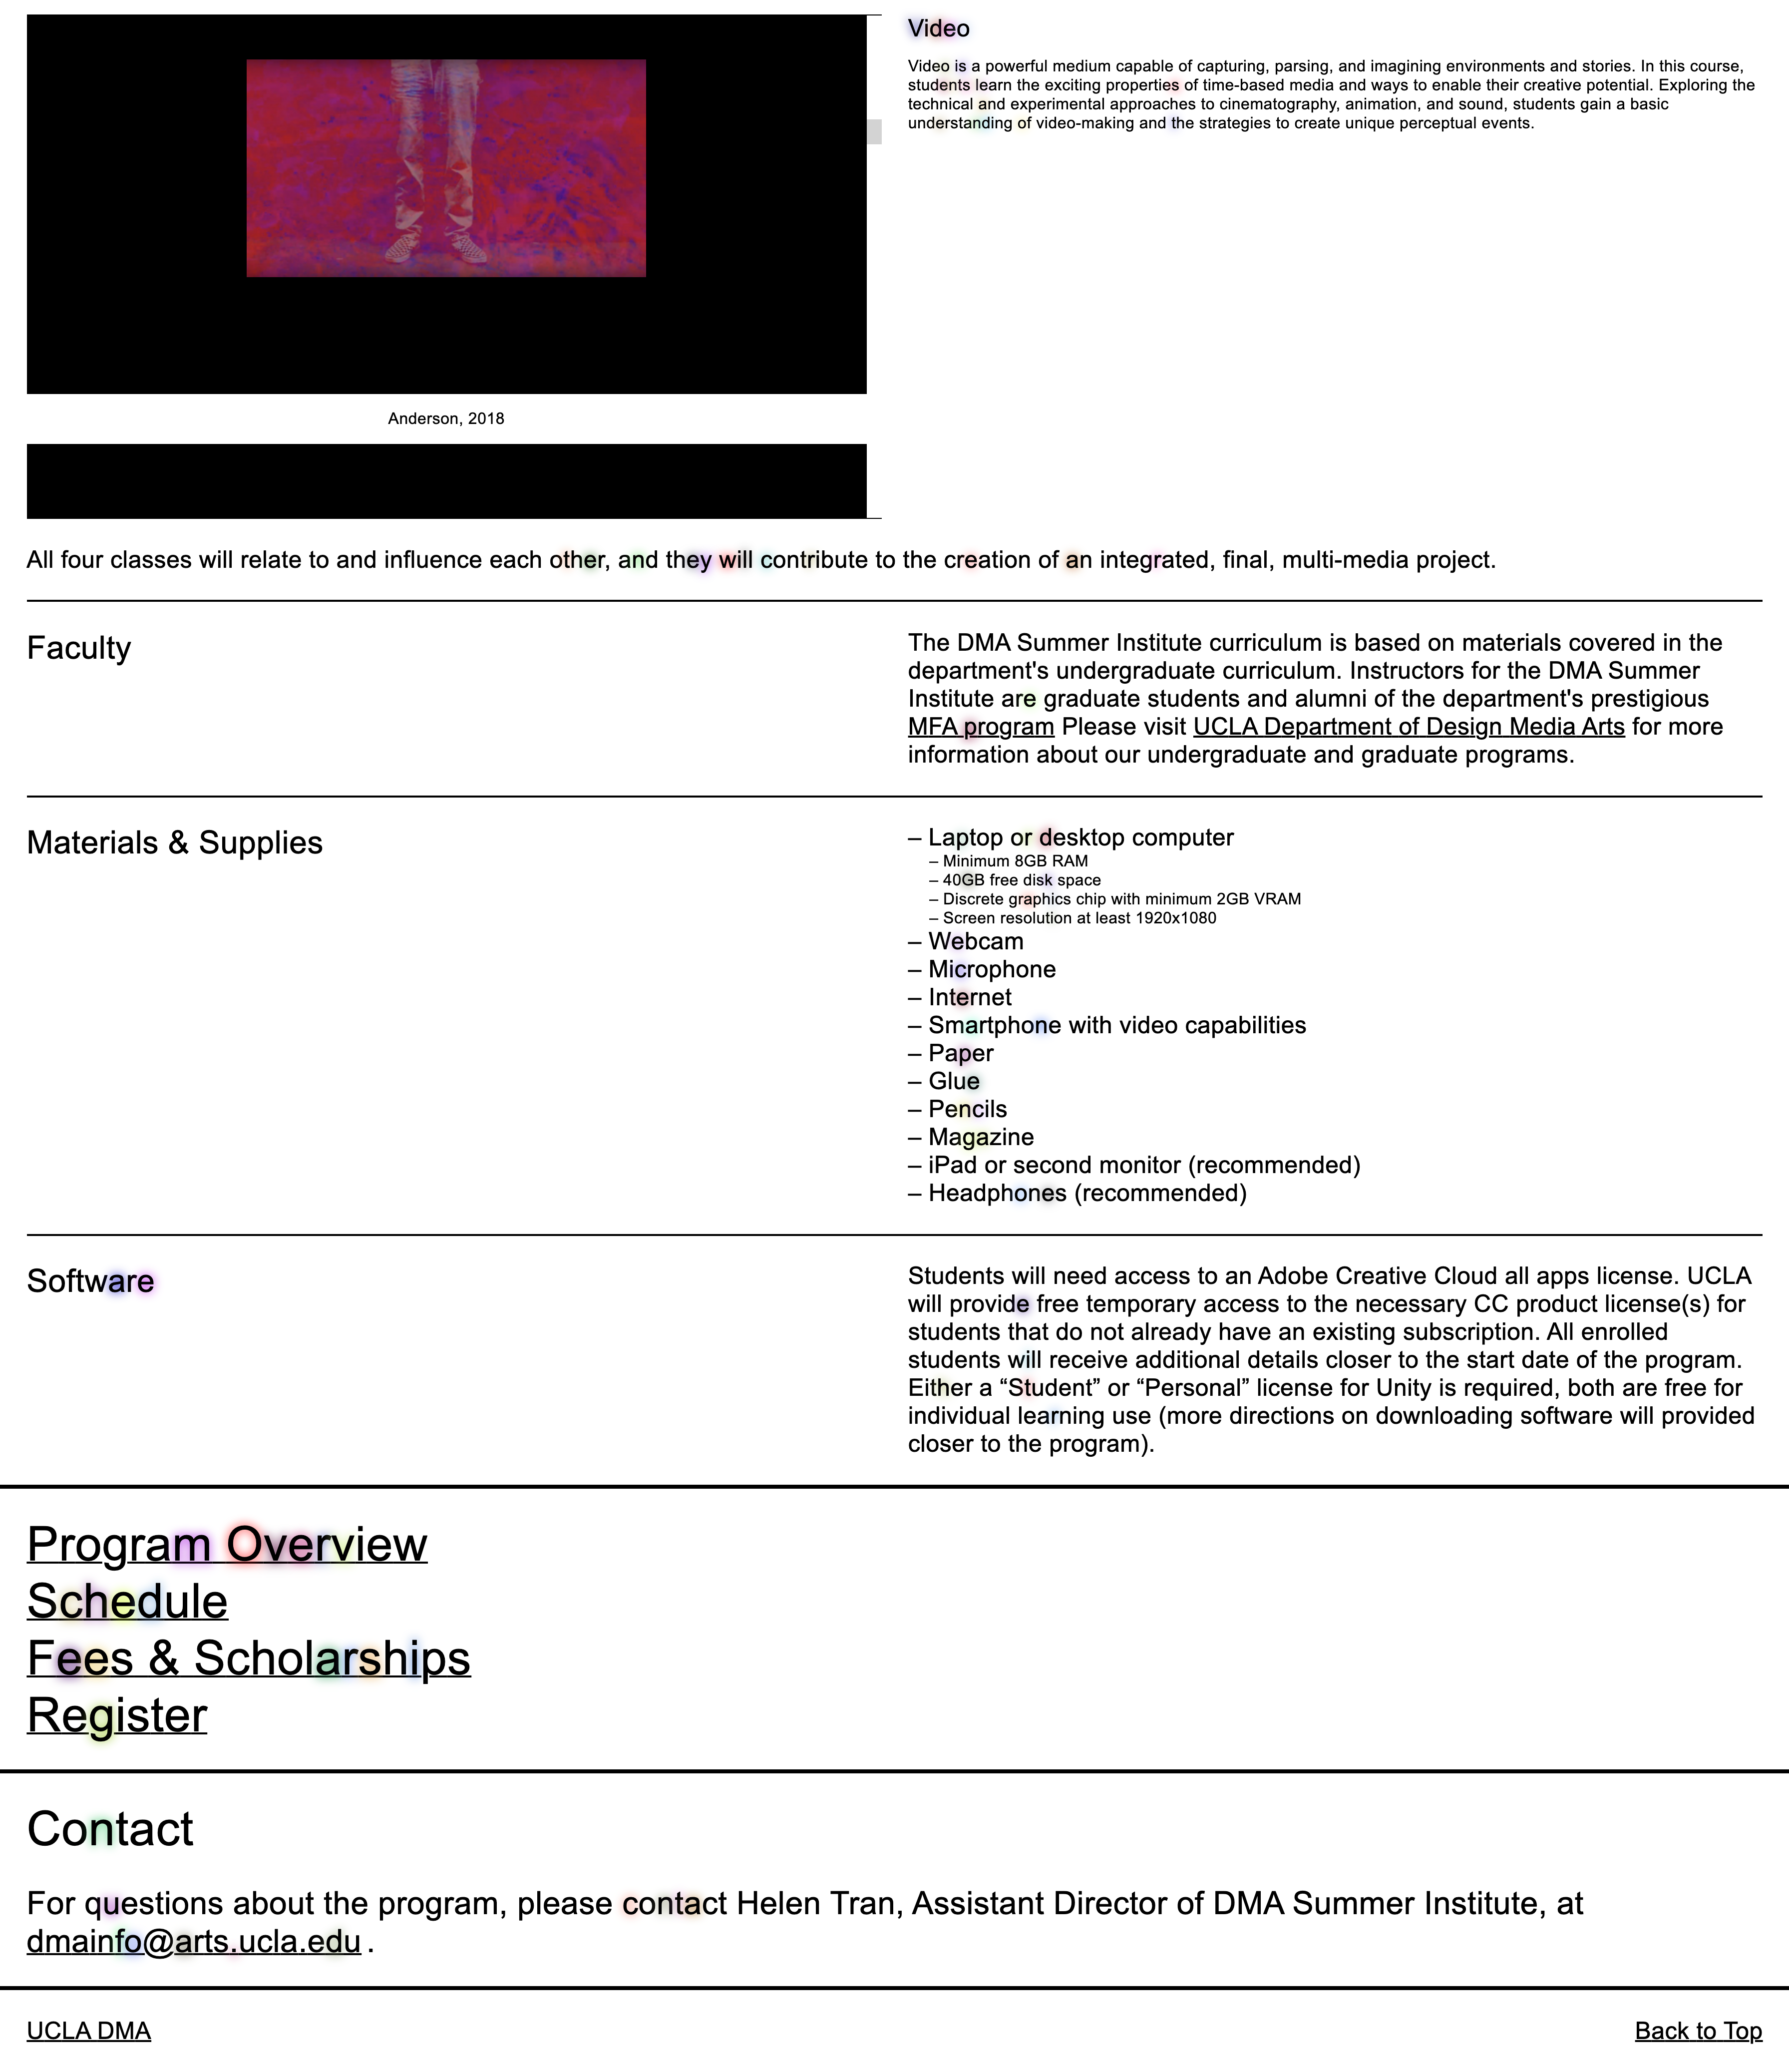 Video
Video is a powerful medium capable of capturing, parsing, and imagining environments and stories. In this course,
students learn the exciting properties of time-based media and ways to enable their creative potential. Exploring the
technical and experimental approaches to cinematography, animation, and sound, students gain a basic
understanding of video-making and the strategies to create unique perceptual events.
Anderson, 2018
All four classes will relate to and influence each other, and they will contribute to the creation of an integrated, final, multi-media project.
Faculty
The DMA Summer Institute curriculum is based on materials covered in the
department's undergraduate curriculum. Instructors for the DMA Summer
Institute are graduate students and alumni of the department's prestigious
MFA program Please visit UCLA Department of Design Media Arts for more
information about our undergraduate and graduate programs.
Materials & Supplies
– Laptop or desktop computer
– Minimum 8GB RAM
– 40GB free disk space
– Discrete graphics chip with minimum 2GB VRAM
– Screen resolution at least 1920x1080
– Webcam
– Microphone
– Internet
– Smartphone with video capabilities
– Paper
– Glue
– Pencils
– Magazine
– iPad or second monitor (recommended)
– Headphones (recommended)
Software
Students will need access to an Adobe Creative Cloud all apps license. UCLA
will provide free temporary access to the necessary CC product license(s) for
students that do not already have an existing subscription. All enrolled
students will receive additional details closer to the start date of the program.
Either a “Student” or “Personal” license for Unity is required, both are free for
individual learning use (more directions on downloading software will provided
closer to the program).
Program Overview
Schedule
Fees & Scholarships
Register
Contact
For questions about the program, please contact Helen Tran, Assistant Director of DMA Summer Institute, at
dmainfo@arts.ucla.edu .
UCLA DMA
Back to Top